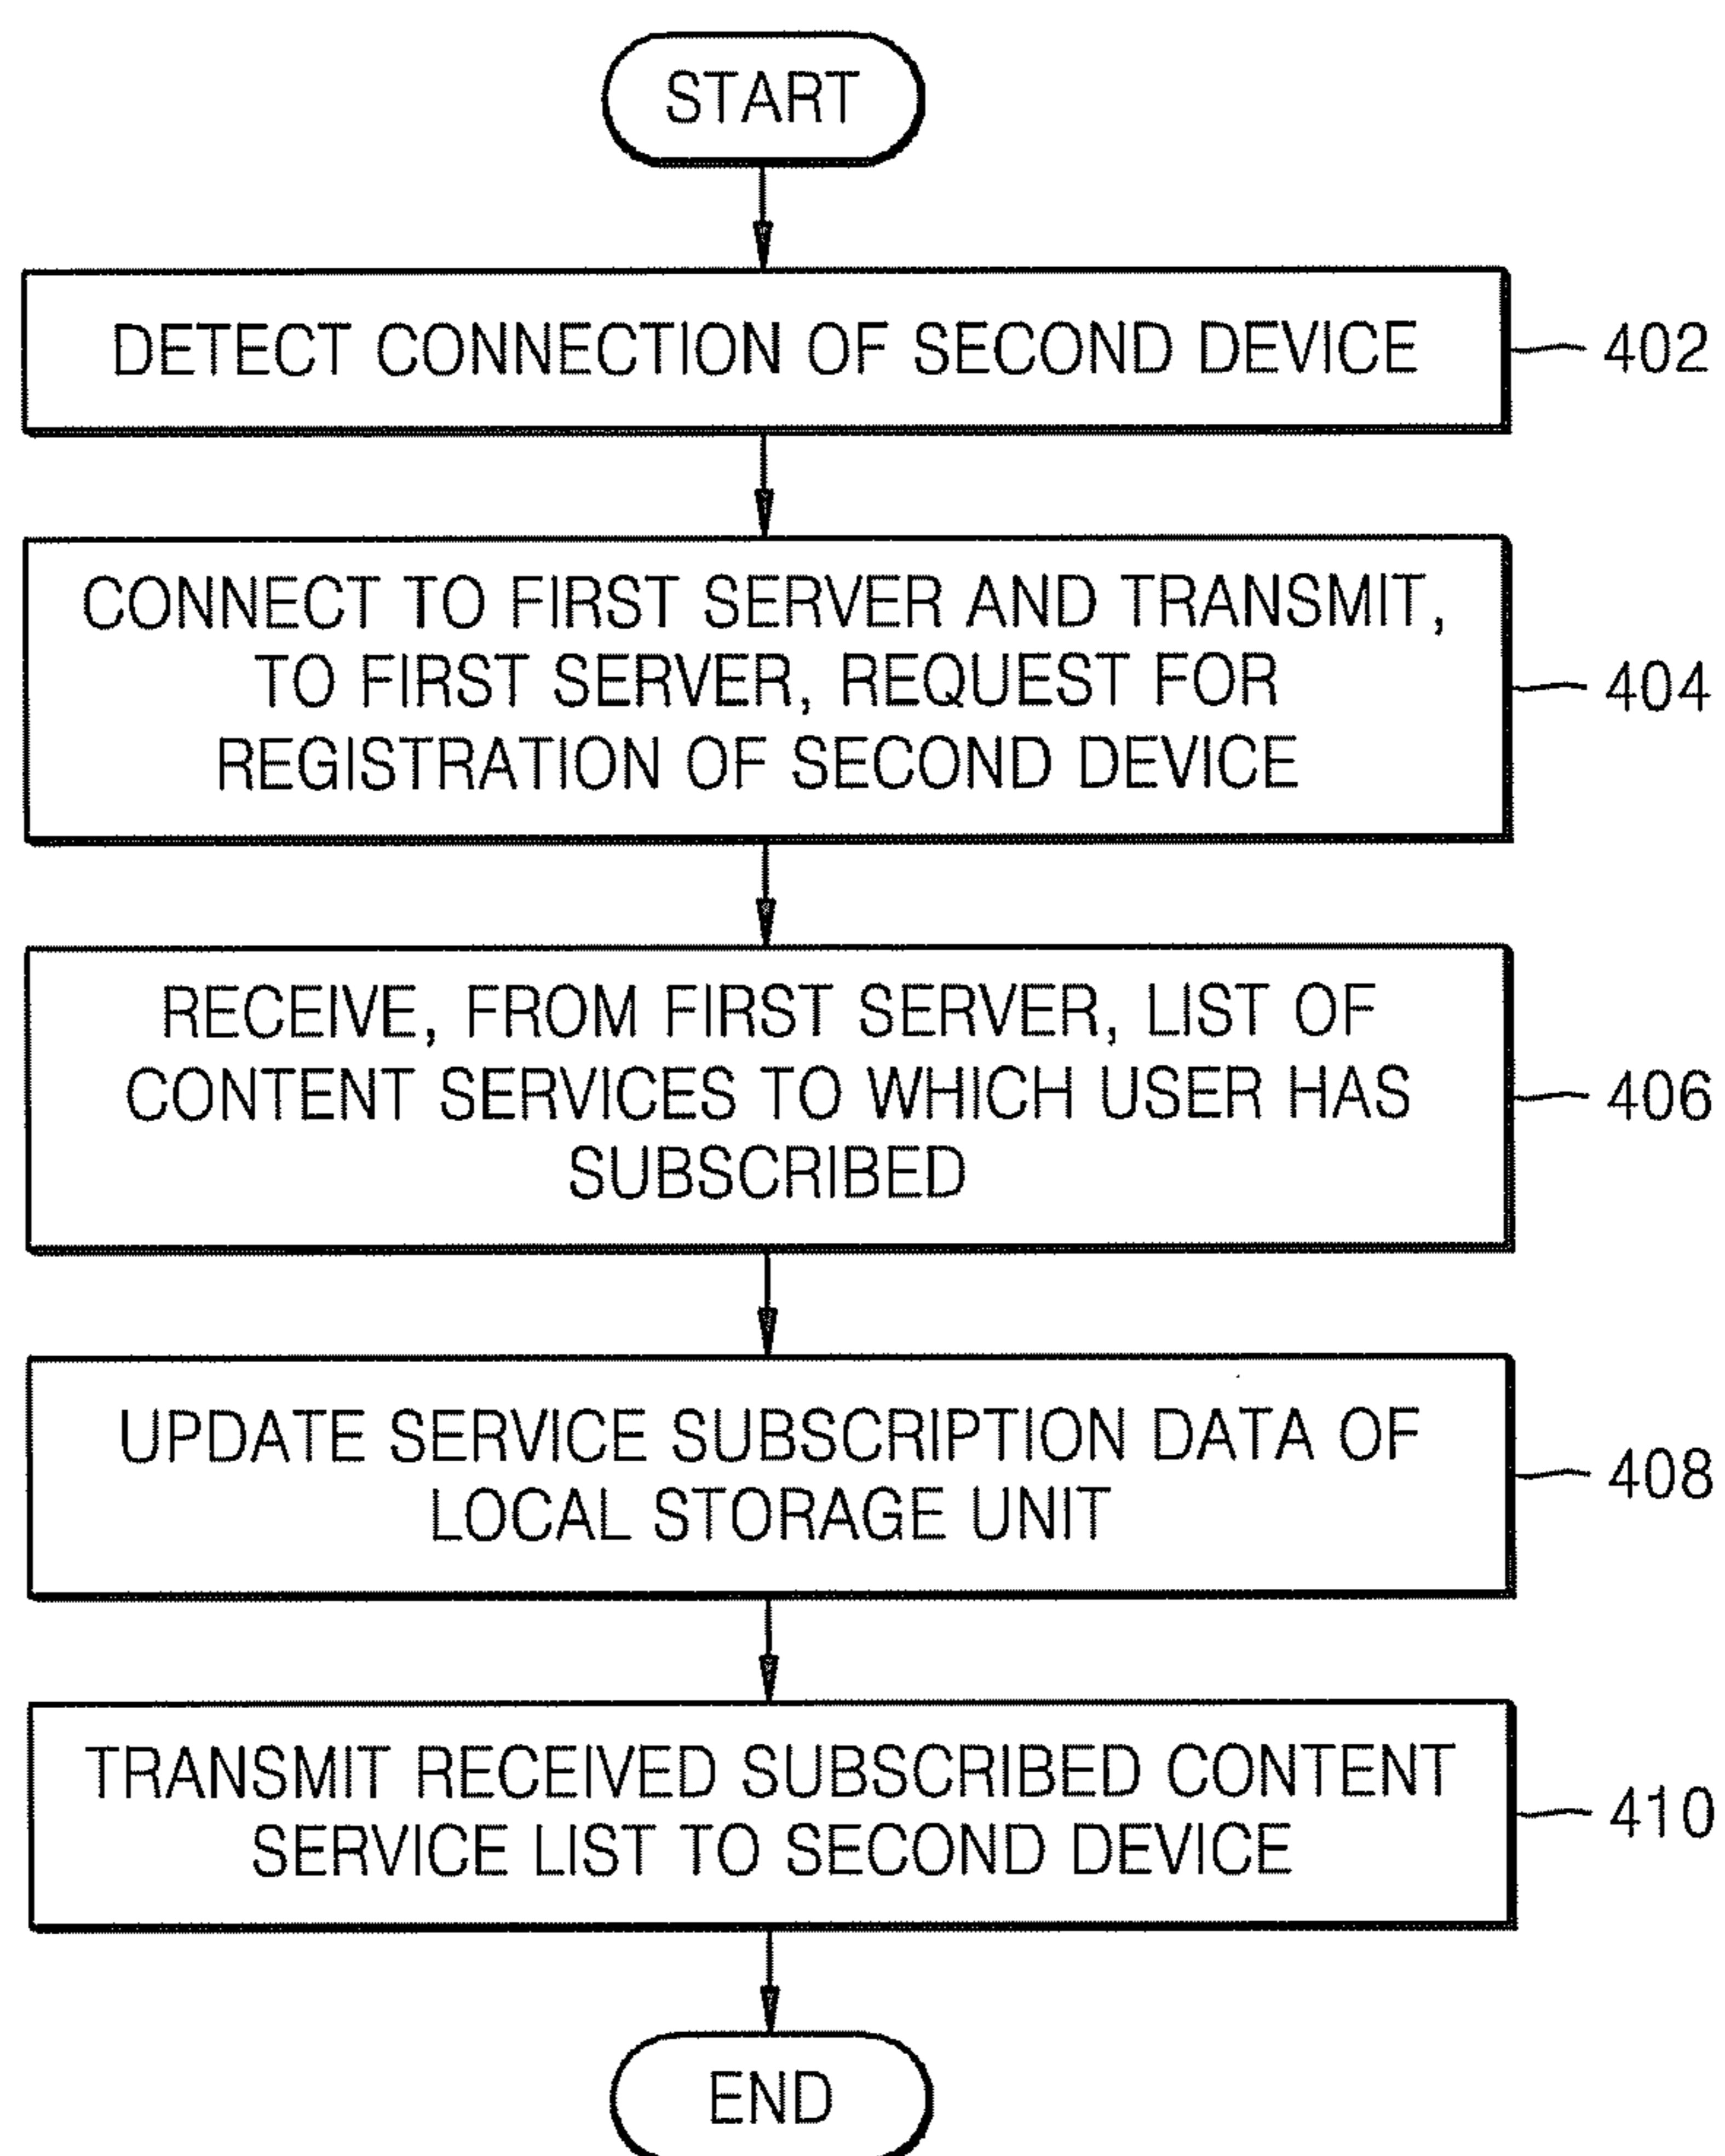 START
DETECT CONNECTION OF SECOND DEVICE
402
CONNECT TO FIRST SERVER AND TRANSMIT,
TO FIRST SERVER, REQUEST FOR
REGISTRATION OF SECOND DEVICE
404
RECEIVE, FROM FIRST SERVER, LIST OF
CONTENT SERVICES TO WHICH USER HAS
SUBSCRIBED
406
UPDATE SERVICE SUBSCRIPTION DATA OF
LOCAL STORAGE UNIT
408
TRANSMIT RECEIVED SUBSCRIBED CONTENT
SERVICE LIST TO SECOND DEVICE
410
END